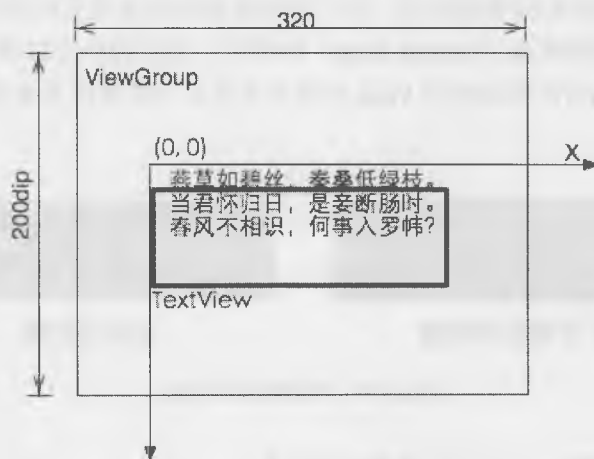 320
ViewGroup
(0, 0)
X
200dip
燕草如碧丝，秦桑低绿枝。
当君怀归日，是妾断肠时。
春风不相识，何事入罗帏？
TextView